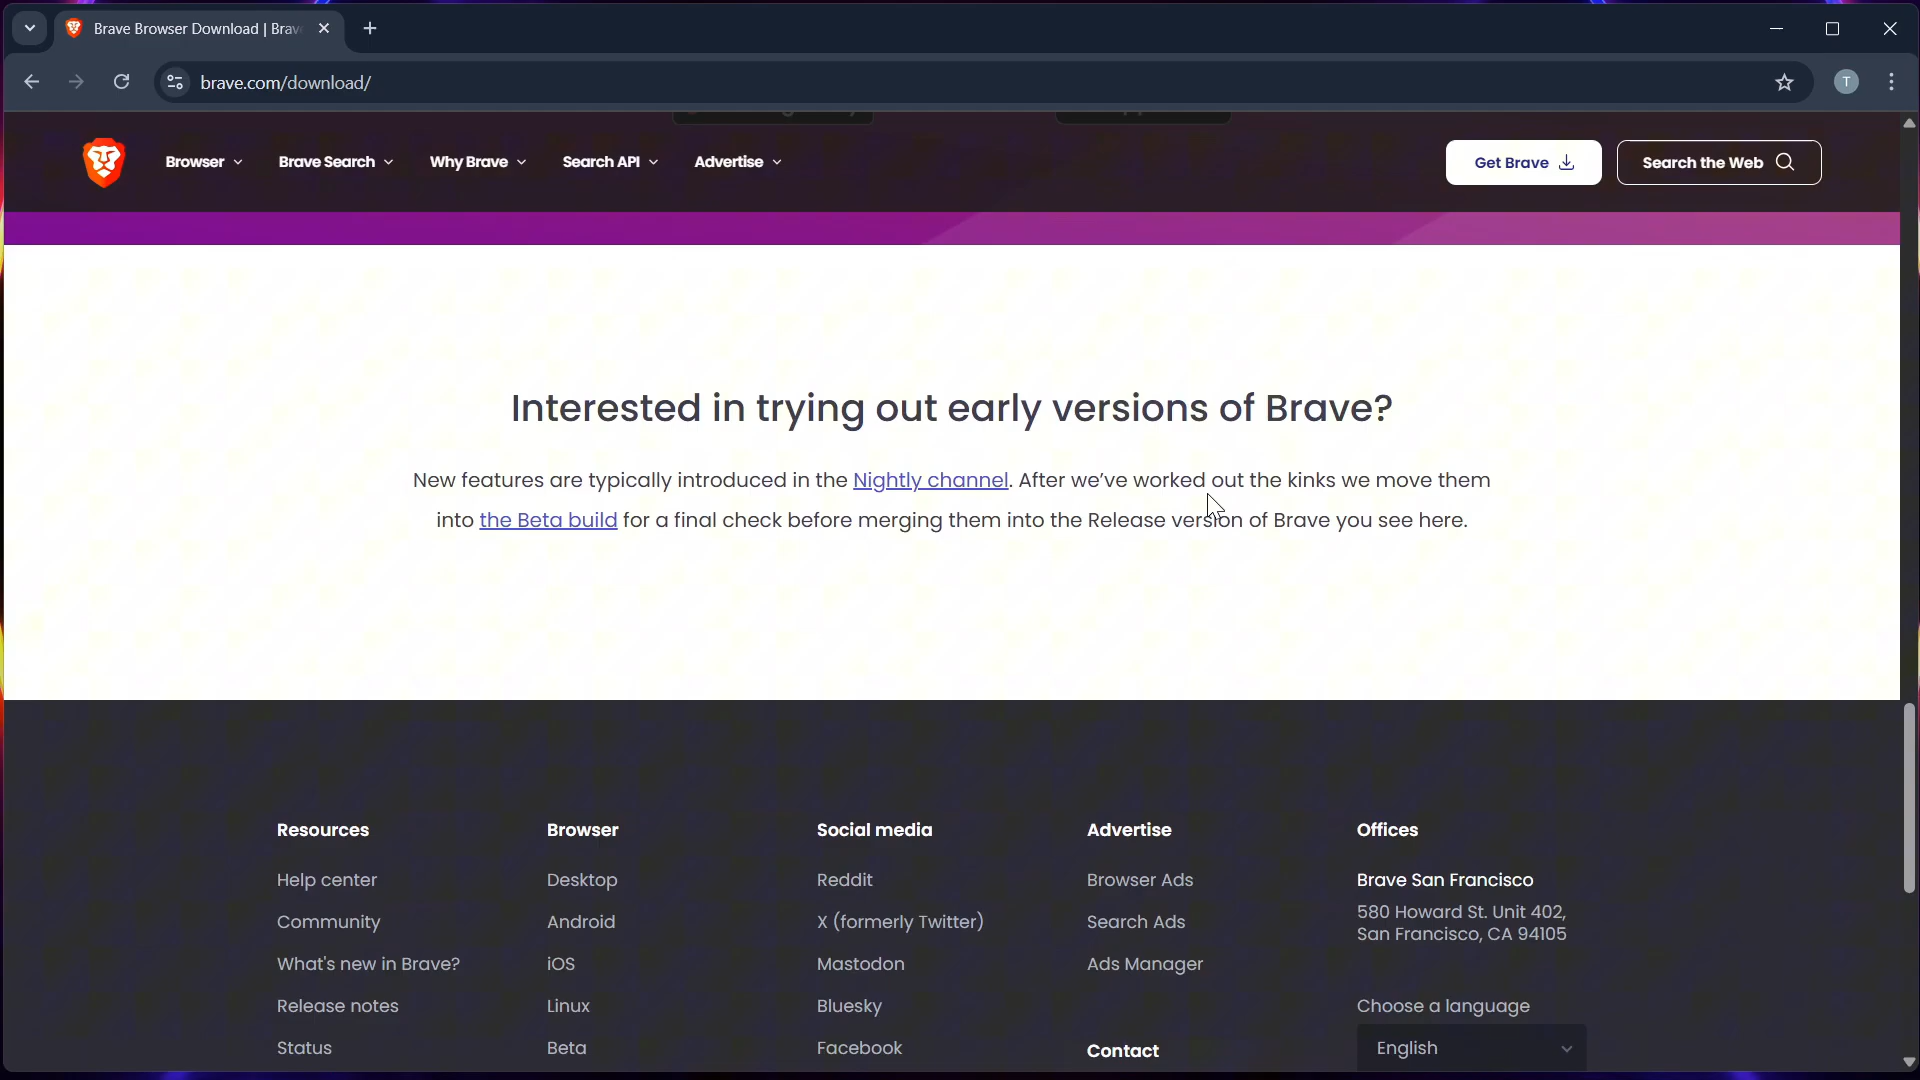 Brave Browser Download | Brav
brave.com/download/
T
Browser
Brave Search
Why Brave
Search API
Advertise
Get Brave
Search the Web
Interested in trying out early versions of Brave?
New features are typically introduced in the Nightly channel. After we’ve worked out the kinks we move them
into the Beta build for a final check before merging them into the Release version of Brave you see here.
Resources
Help center
Community
What's new in Brave?
Release notes
Status
Browser
Desktop
Android
iOS
Linux
Beta
Social media
Reddit
X (formerly Twitter)
Mastodon
Bluesky
Facebook
Advertise
Browser Ads
Search Ads
Ads Manager
Contact
Offices
Brave San Francisco
580 Howard St. Unit 402,
San Francisco, CA 94105
Choose a language
English